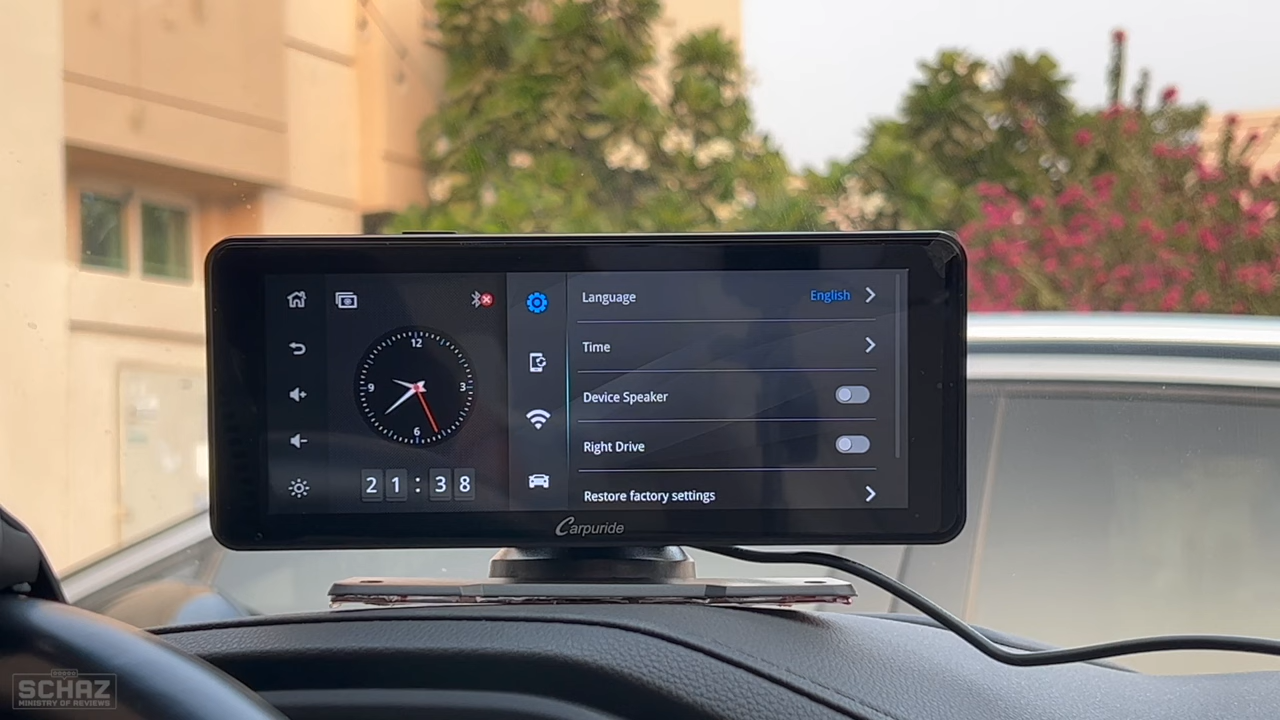 Language English
Time
Device Speaker
Right Drive
Restore factory settings
12
9 3
6
21:38
Carpuride
SCHAZ
MINISTRY OF REVIEWS